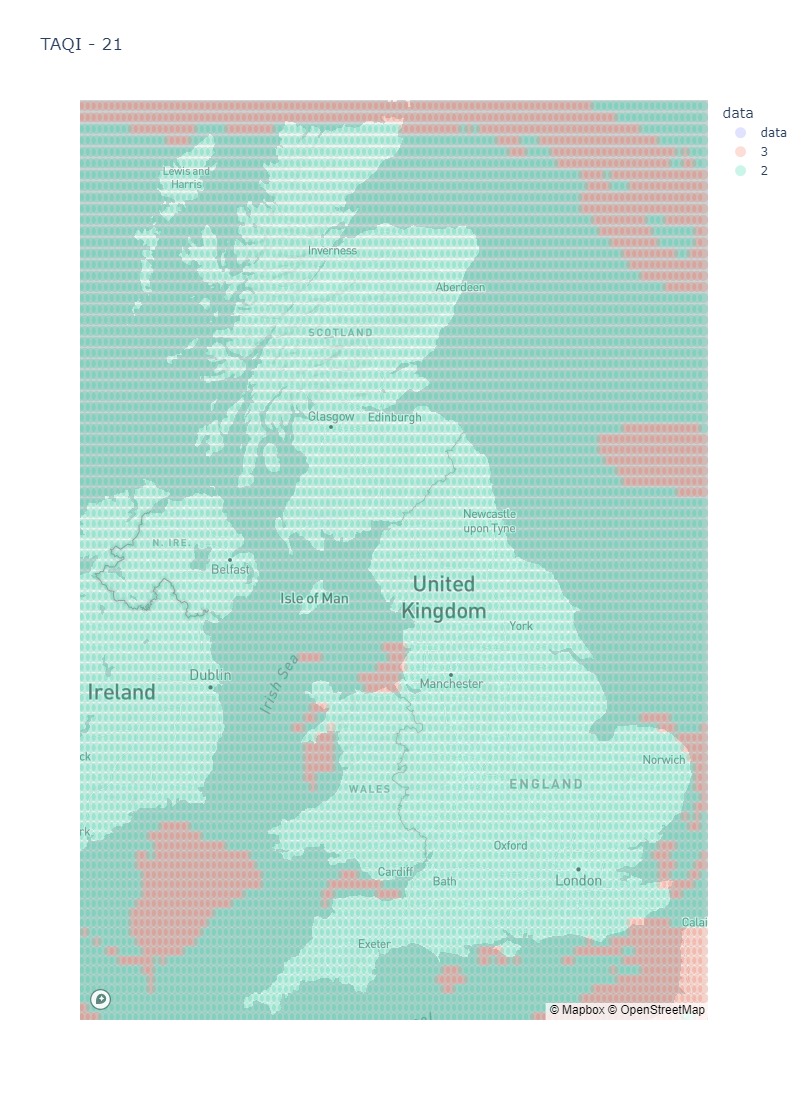 TAQI - 21
data
data
3
2
Lewis and
Harris
Inverness
Aberdeen
SCOTLAND
Glasgow
Edinburgh
Newcastle
upon Tyne
N. IRE.
Belfast
Isle of Man
United
Kingdom
York
Irish Sea
Dublin
Manchester
Ireland
ck
Norwich
WALES
ENGLAND
rk
Oxford
Cardiff
Bath
London
Calai
Exeter
© Mapbox © OpenStreetMap